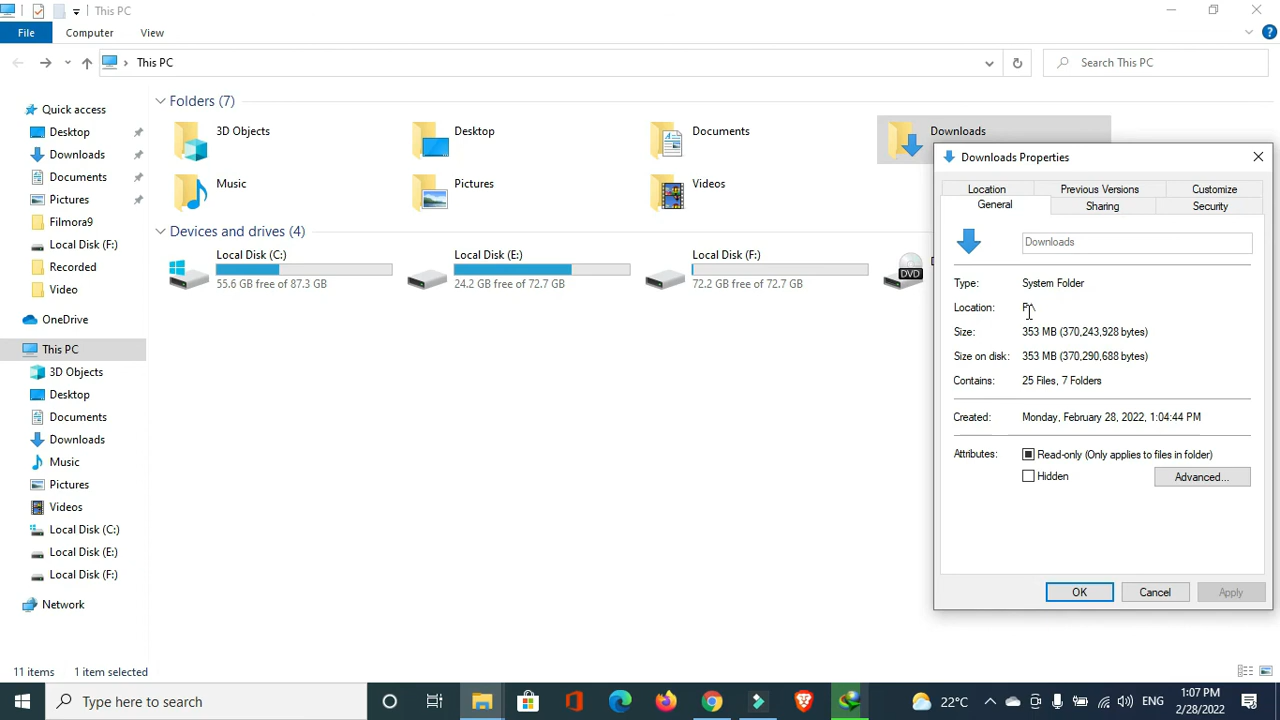 This PC
File Computer View
This PC
Search This PC
Quick access
Desktop
Downloads
Documents
Pictures
Filmora9
Local Disk (F:)
Recorded
Video
OneDrive
This PC
3D Objects
Desktop
Documents
Downloads
Music
Pictures
Videos
Local Disk (C:)
Local Disk (E:)
Local Disk (F:)
Network
Folders (7)
3D Objects
Desktop
Documents
Downloads
Music
Pictures
Videos
Devices and drives (4)
Local Disk (C:)
55.6 GB free of 87.3 GB
Local Disk (E:)
24.2 GB free of 72.7 GB
Local Disk (F:)
72.2 GB free of 72.7 GB
DVD
Downloads Properties
Location Previous Versions Customize
General Sharing Security
Downloads
Type: System Folder
Location:
Size: 353 MB (370,243,928 bytes)
Size on disk: 353 MB (370,290,688 bytes)
Contains: 25 Files, 7 Folders
Created: Monday, February 28, 2022, 1:04:44 PM
Attributes: Read-only (Only applies to files in folder)
Hidden
Advanced...
OK Cancel Apply
11 items 1 item selected
Type here to search
22°C
ENG
1:07 PM
2/28/2022